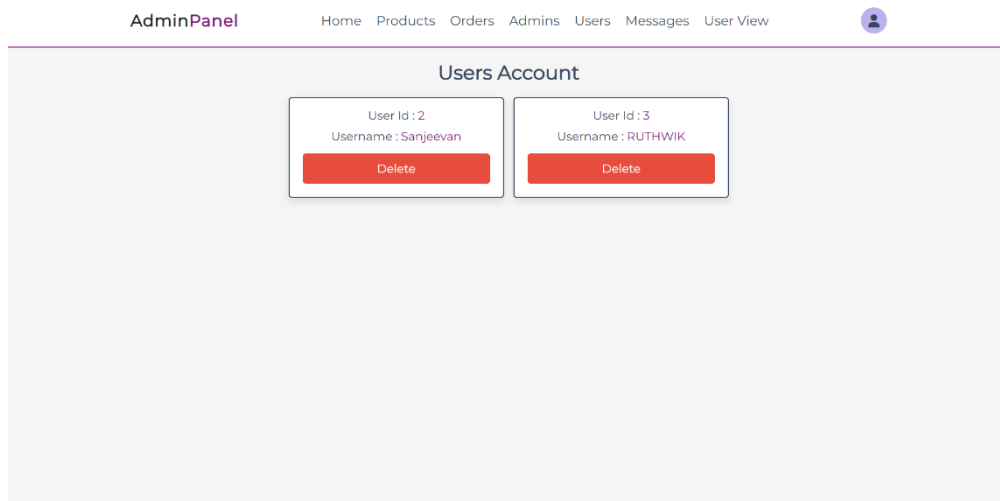 AdminPanel Home Products Orders Admins Users Messages User View
Users Account
User Id : 2
Username : Sanjeevan
Delete
User Id : 3
Username : RUTHWIK
Delete